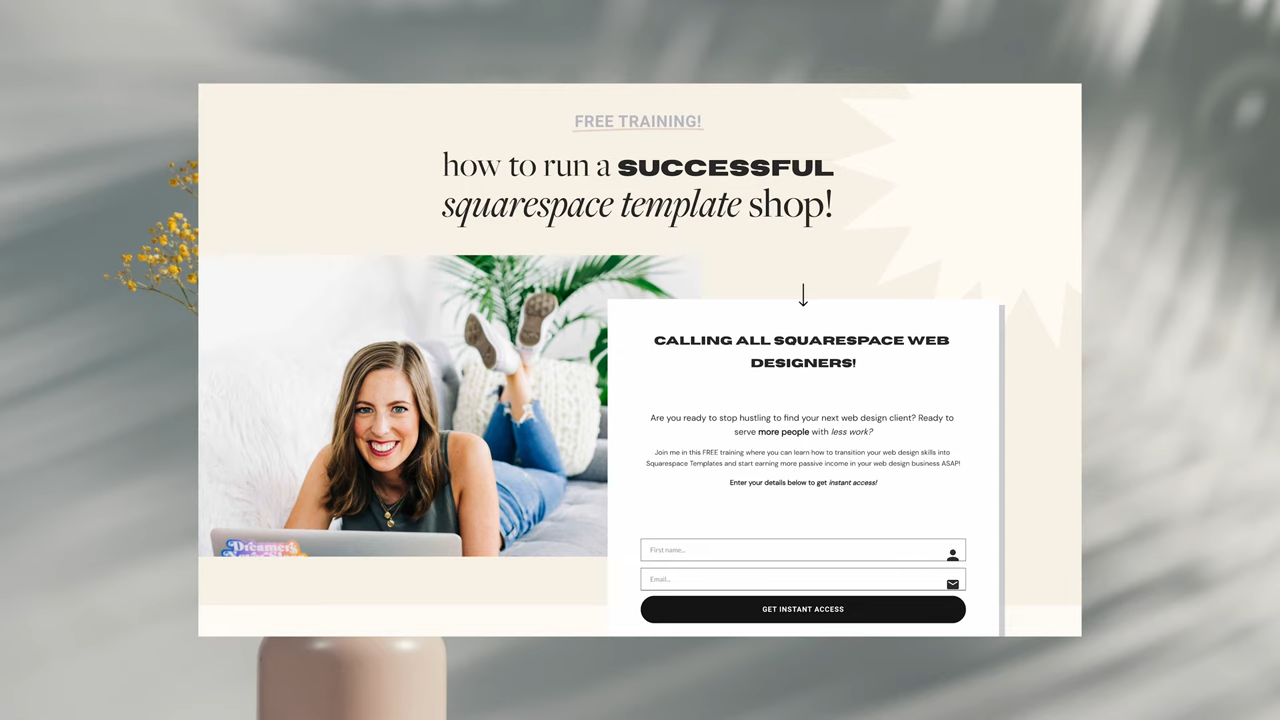 FREE TRAINING!
how to run a SUCCESSFUL
squarespace template shop!
CALLING ALL SQUARESPACE WEB
DESIGNERS!
Are you ready to stop hustling to find your next web design client? Ready to
serve more people with less work?
Join me in this FREE training where you can learn how to transition your web design skills into
Squarespace Templates and start earning more passive income in your web design business ASAP!
Enter your details below to get instant access!
Dreamers
First name...
Email...
GET INSTANT ACCESS